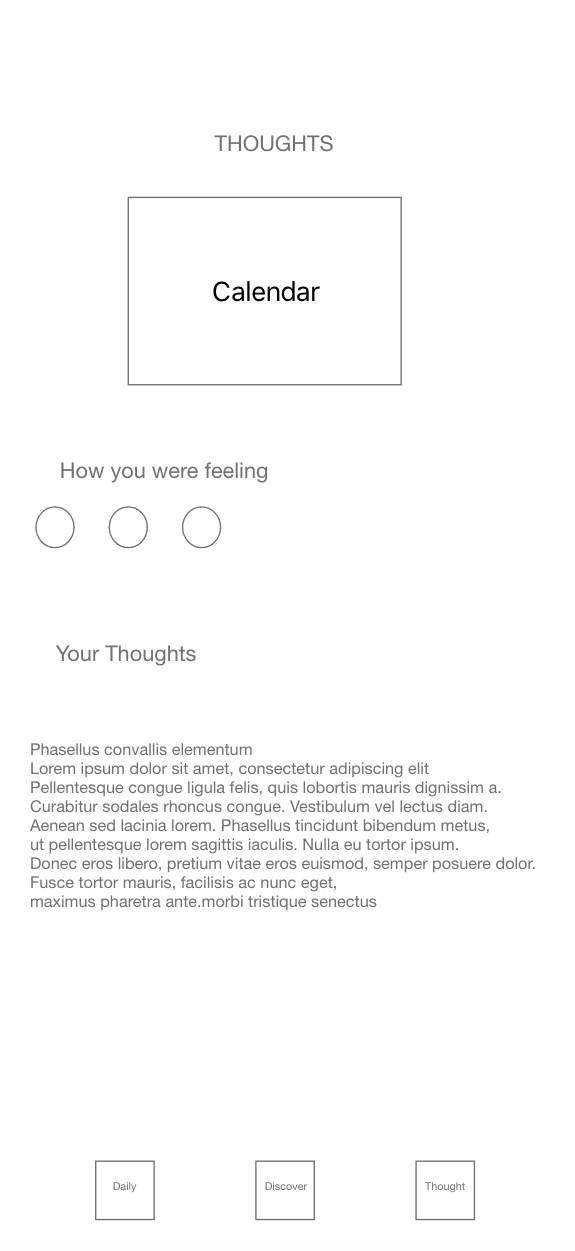 THOUGHTS
Calendar
How you were feeling
Your Thoughts
Phasellus convallis elementum
Lorem ipsum dolor sit amet, consectetur adipiscing elit
Pellentesque congue ligula felis, quis lobortis mauris dignissim a.
Curabitur sodales rhoncus congue. Vestibulum vel lectus diam.
Aenean sed lacinia lorem. Phasellus tincidunt bibendum metus,
ut pellentesque lorem sagittis iaculis. Nulla eu tortor ipsum.
Donec eros libero, pretium vitae eros euismod, semper posuere dolor.
Fusce tortor mauris, facilisis ac nunc eget,
maximus pharetra ante.morbi tristique senectus
Daily
Discover
Thought